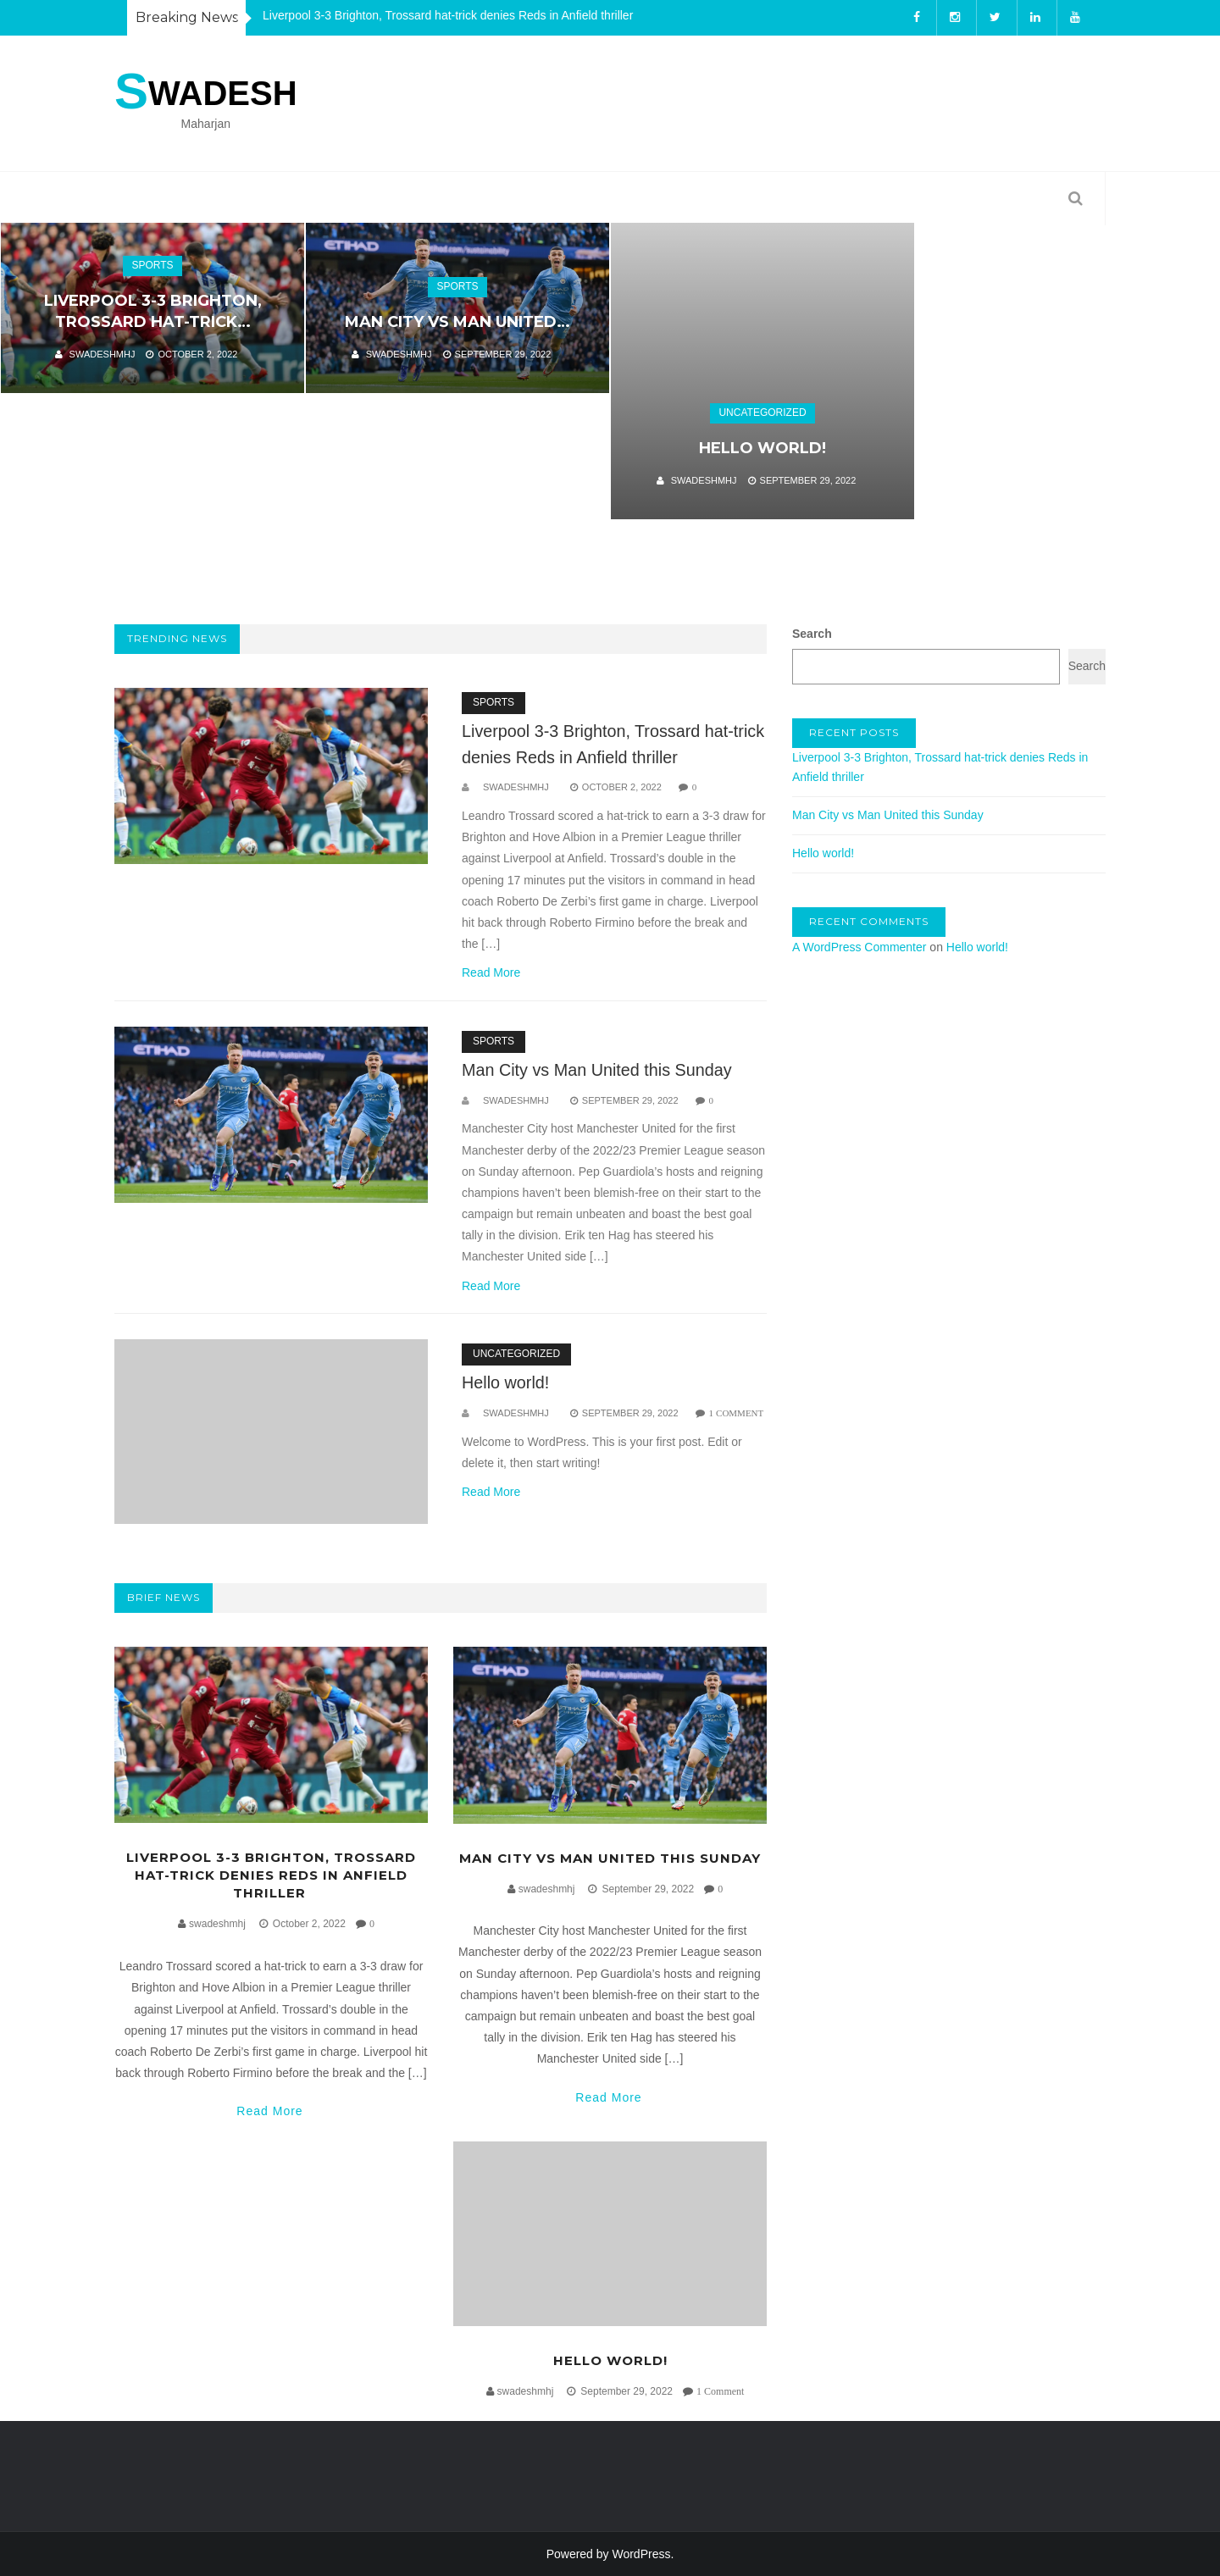 Breaking News
Liverpool 3-3 Brighton, Trossard hat-trick denies Reds in Anfield thriller
SWADESH
Maharjan
SPORTS
LIVERPOOL 3-3 BRIGHTON,
TROSSARD HAT-TRICK...
SWADESHMHJ OCTOBER 2, 2022
ETIHAD
SPORTS
MAN CITY VS MAN UNITED...
SWADESHMHJ SEPTEMBER 29, 2022
UNCATEGORIZED
HELLO WORLD!
SWADESHMHJ SEPTEMBER 29, 2022
TRENDING NEWS
SPORTS
Liverpool 3-3 Brighton, Trossard hat-trick
denies Reds in Anfield thriller
SWADESHMHJ OCTOBER 2, 2022 0
Leandro Trossard scored a hat-trick to earn a 3-3 draw for
Brighton and Hove Albion in a Premier League thriller
against Liverpool at Anfield. Trossard’s double in the
opening 17 minutes put the visitors in command in head
coach Roberto De Zerbi’s first game in charge. Liverpool
hit back through Roberto Firmino before the break and
the […]
Read More
ETIHAD
SPORTS
Man City vs Man United this Sunday
SWADESHMHJ SEPTEMBER 29, 2022 0
Manchester City host Manchester United for the first
Manchester derby of the 2022/23 Premier League season
on Sunday afternoon. Pep Guardiola’s hosts and reigning
champions haven’t been blemish-free on their start to the
campaign but remain unbeaten and boast the best goal
tally in the division. Erik ten Hag has steered his
Manchester United side […]
Read More
UNCATEGORIZED
Hello world!
SWADESHMHJ SEPTEMBER 29, 2022 1 COMMENT
Welcome to WordPress. This is your first post. Edit or
delete it, then start writing!
Read More
BRIEF NEWS
LIVERPOOL 3-3 BRIGHTON, TROSSARD
HAT-TRICK DENIES REDS IN ANFIELD
THRILLER
swadeshmhj October 2, 2022 0
Leandro Trossard scored a hat-trick to earn a 3-3 draw for
Brighton and Hove Albion in a Premier League thriller
against Liverpool at Anfield. Trossard’s double in the
opening 17 minutes put the visitors in command in head
coach Roberto De Zerbi’s first game in charge. Liverpool hit
back through Roberto Firmino before the break and the […]
Read More
ETIHAD
MAN CITY VS MAN UNITED THIS SUNDAY
swadeshmhj September 29, 2022 0
Manchester City host Manchester United for the first
Manchester derby of the 2022/23 Premier League season
on Sunday afternoon. Pep Guardiola’s hosts and reigning
champions haven’t been blemish-free on their start to the
campaign but remain unbeaten and boast the best goal
tally in the division. Erik ten Hag has steered his
Manchester United side […]
Read More
HELLO WORLD!
swadeshmhj September 29, 2022 1 Comment
Search
Search
RECENT POSTS
Liverpool 3-3 Brighton, Trossard hat-trick denies Reds in
Anfield thriller
Man City vs Man United this Sunday
Hello world!
RECENT COMMENTS
A WordPress Commenter on Hello world!
Powered by WordPress.